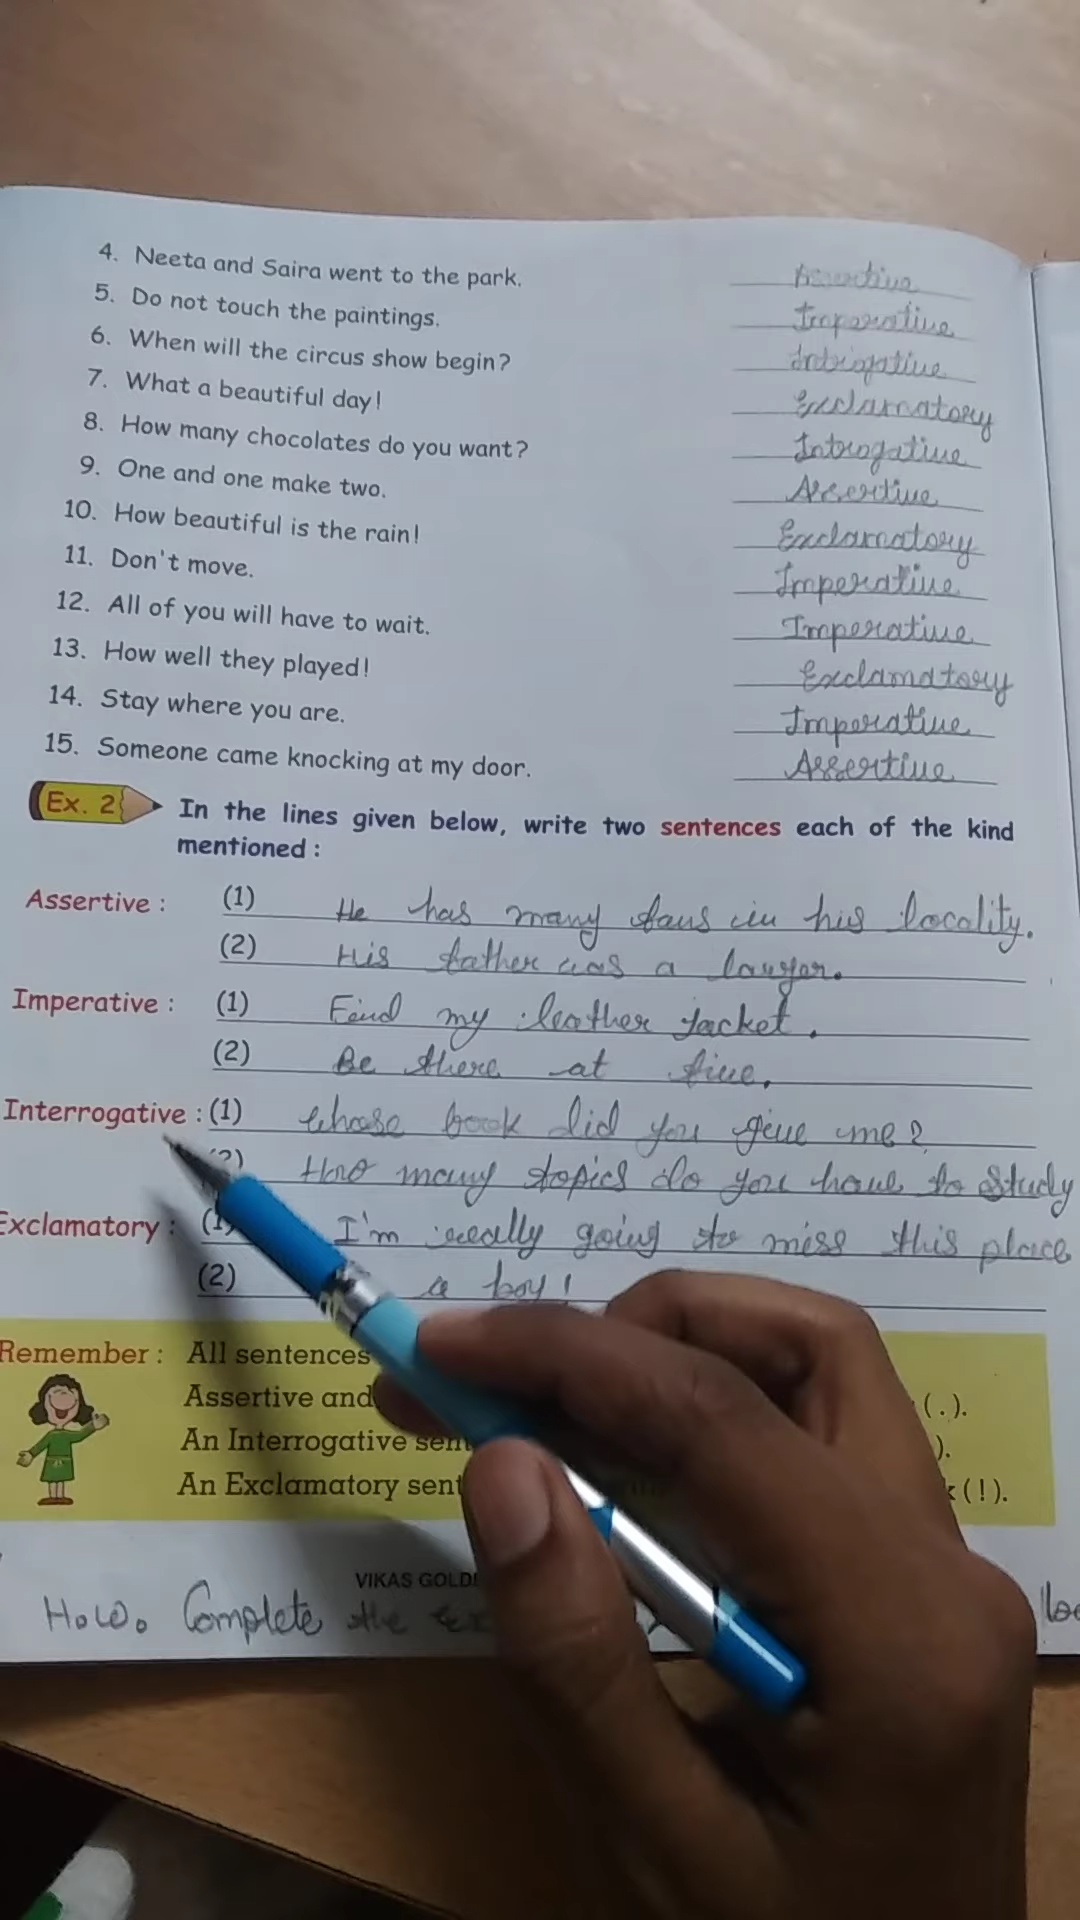 4. Neeta and Saira went to the park. Assertive
5. Do not touch the paintings. Imperative
6. When will the circus show begin? Intrigative
7. What a beautiful day! Exclamatory
8. How many chocolates do you want? Introgative
9. One and one make two. Assertive
10. How beautiful is the rain! Exclamatory
11. Don't move. Imperative
12. All of you will have to wait. Imperative
13. How well they played! Exclamatory
14. Stay where you are. Imperative
15. Someone came knocking at my door. Assertive
Ex. 2 In the lines given below, write two sentences each of the kind
mentioned :
Assertive : (1) He has many fans in his locality.
(2) His father was a
Imperative : (1) Find my leather jacket.
(2) Be there at five.
Interrogative : (1) Whose book did you give me?
(2) many topics do you have to study
Exclamatory : (1) I'm really going to miss this place
(2) a boy!
Remember : All sentences
Assertive and (.).
An Interrogative sen ).
An Exclamatory sent (!).
VIKAS GOLD
H.W. Complete the